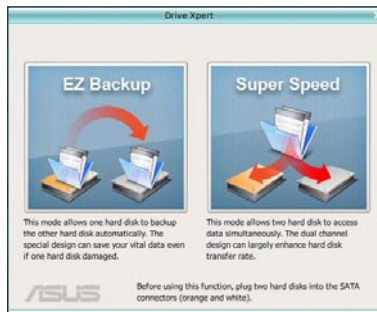 Drive Xpert
EZ Backup
Super Speed
This mode allows one hard disk to backup
the other hard disk automatically. The
special design can save your vital data even
if one hard disk damaged.
This mode allows two hard disk to access
data simultaneously. The dual channel
design can largely enhance hard disk
transfer rate.
ASUS
Before using this function, plug two hard disks into the SATA
connectors (orange and white).